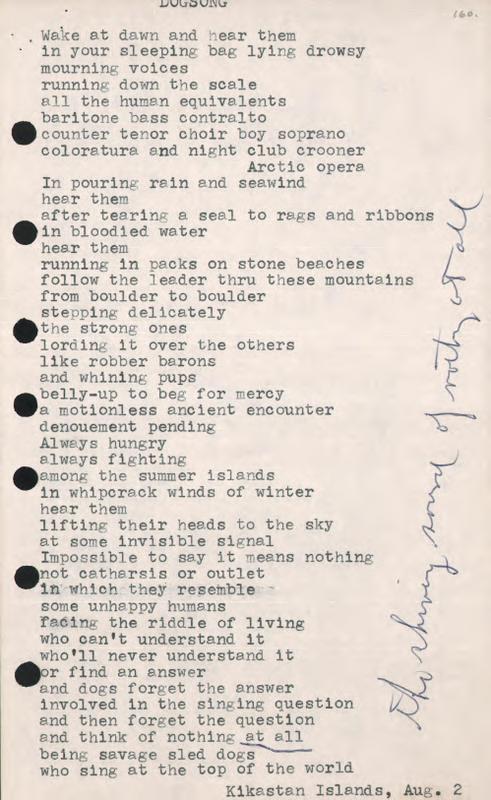 DOGSONG
160.
Wake at dawn and hear them
in your sleeping bag lying drowsy
mourning voices
running down the scale
all the human equivalents
baritone bass contralto
counter tenor choir boy soprano
coloratura and night club crooner
Arctic opera
In pouring rain and seawind
hear them
after tearing a seal to rags and ribbons
in bloodied water
hear them
running in packs on stone beaches
follow the leader thru these mountains
from boulder to boulder
stepping delicately
the strong ones
lording it over the others
like robber barons
and whining pups
belly-up to beg for mercy
a motionless ancient encounter
denouement pending
Always hungry
always fighting
among the summer islands
in whipcrack winds of winter
hear them
lifting their heads to the sky
at some invisible signal
Impossible to say it means nothing
not catharsis or outlet
in which they resemble
some unhappy humans
facing the riddle of living
who can't understand it
who'll never understand it
or find an answer
and dogs forget the answer
involved in the singing question
and then forget the question
and think of nothing at all
being savage sled dogs
who sing at the top of the world
Kikastan Islands, Aug. 2
sound of nothing at all